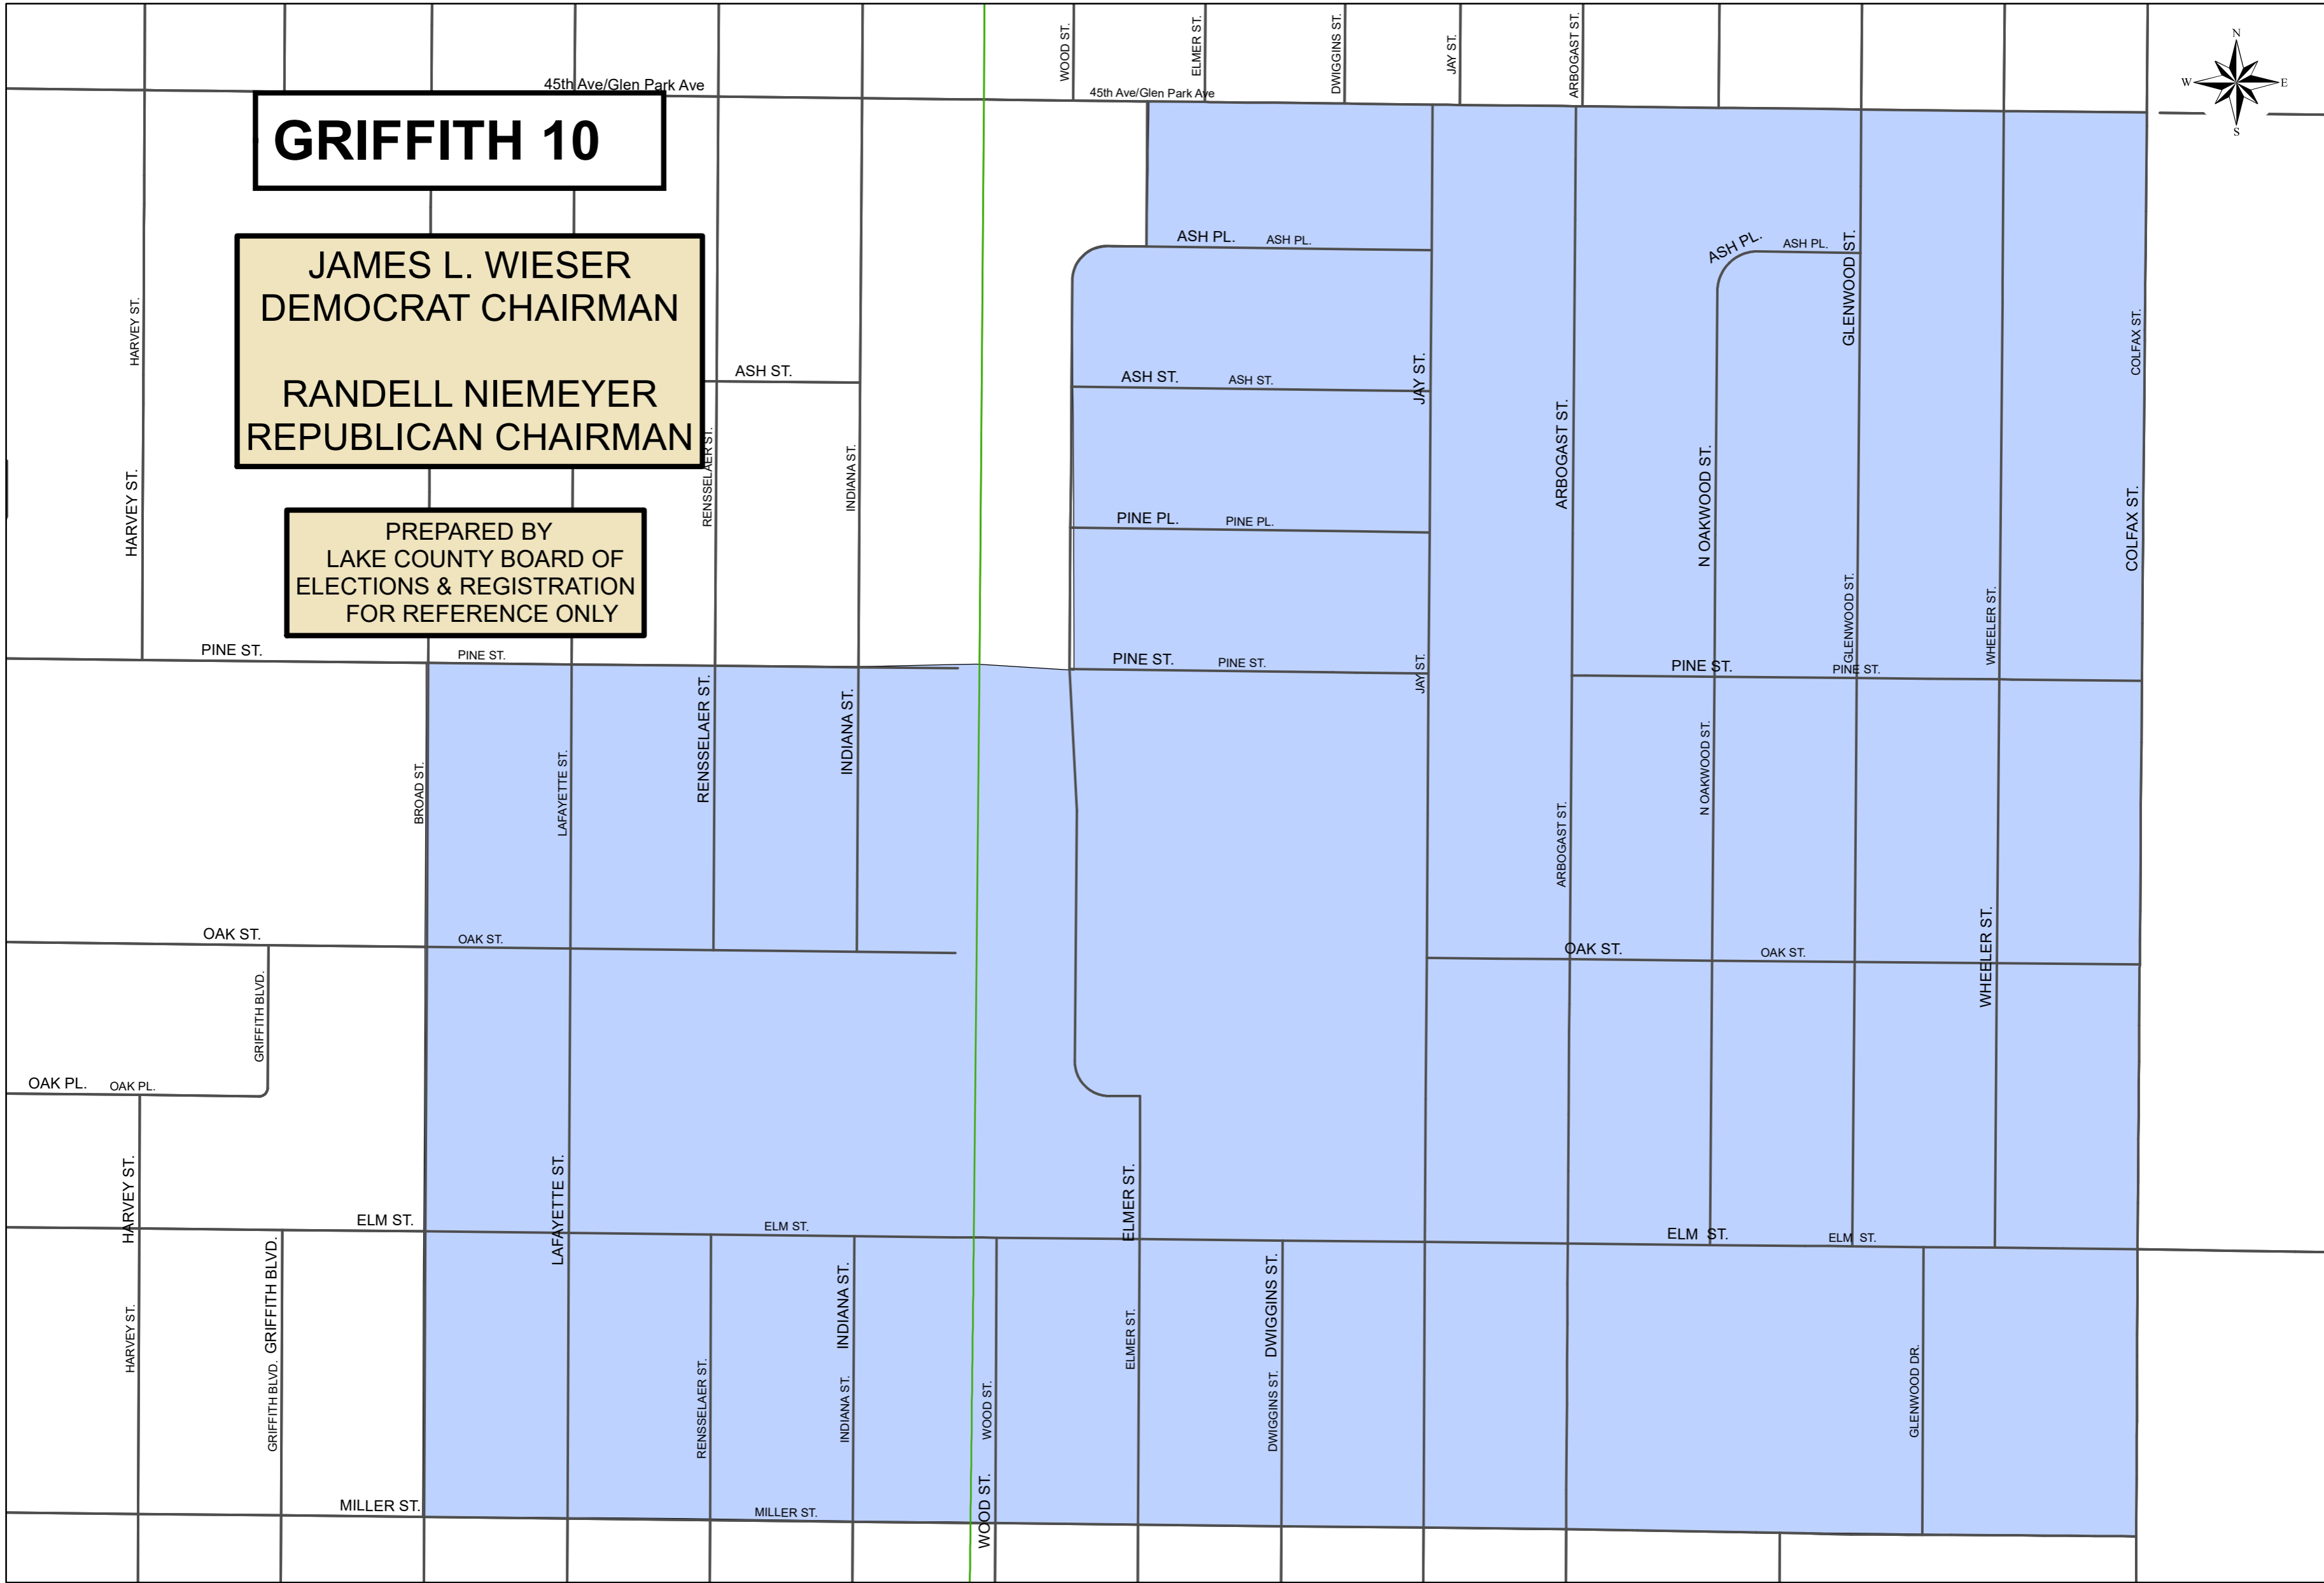 WOOD ST.
ELMER ST.
DWIGGINS ST.
JAY ST.
ARBOGAST ST.
N
W
E
S
45th Ave/Glen Park Ave
45th Ave/Glen Park Ave
GRIFFITH 10
JAMES L. WIESER
DEMOCRAT CHAIRMAN
RANDELL NIEMEYER
REPUBLICAN CHAIRMAN
PREPARED BY
LAKE COUNTY BOARD OF
ELECTIONS & REGISTRATION
FOR REFERENCE ONLY
ASH PL.
ASH PL.
ASH PL.
ASH PL.
GLENWOOD ST.
HARVEY ST.
COLFAX ST.
ASH ST.
ASH ST.
ASH ST.
JAY ST.
ARBOGAST ST.
HARVEY ST.
RENSSELAER ST.
INDIANA ST.
N OAKWOOD ST.
COLFAX ST.
PINE PL.
PINE PL.
GLENWOOD ST.
WHEELER ST.
PINE ST.
PINE ST.
PINE ST.
PINE ST.
PINE ST.
PINE ST.
JAY ST.
RENSSELAER ST.
INDIANA ST.
BROAD ST.
LAFAYETTE ST.
N OAKWOOD ST.
ARBOGAST ST.
OAK ST.
OAK ST.
OAK ST.
OAK ST.
WHEELER ST.
GRIFFITH BLVD.
OAK PL.
OAK PL.
HARVEY ST.
LAFAYETTE ST.
ELMER ST.
ELM ST.
ELM ST.
ELM ST.
ELM ST.
GRIFFITH BLVD.
INDIANA ST.
DWIGGINS ST.
HARVEY ST.
GRIFFITH BLVD.
RENSSELAER ST.
INDIANA ST.
WOOD ST.
ELMER ST.
DWIGGINS ST.
GLENWOOD DR.
MILLER ST.
MILLER ST.
WOOD ST.